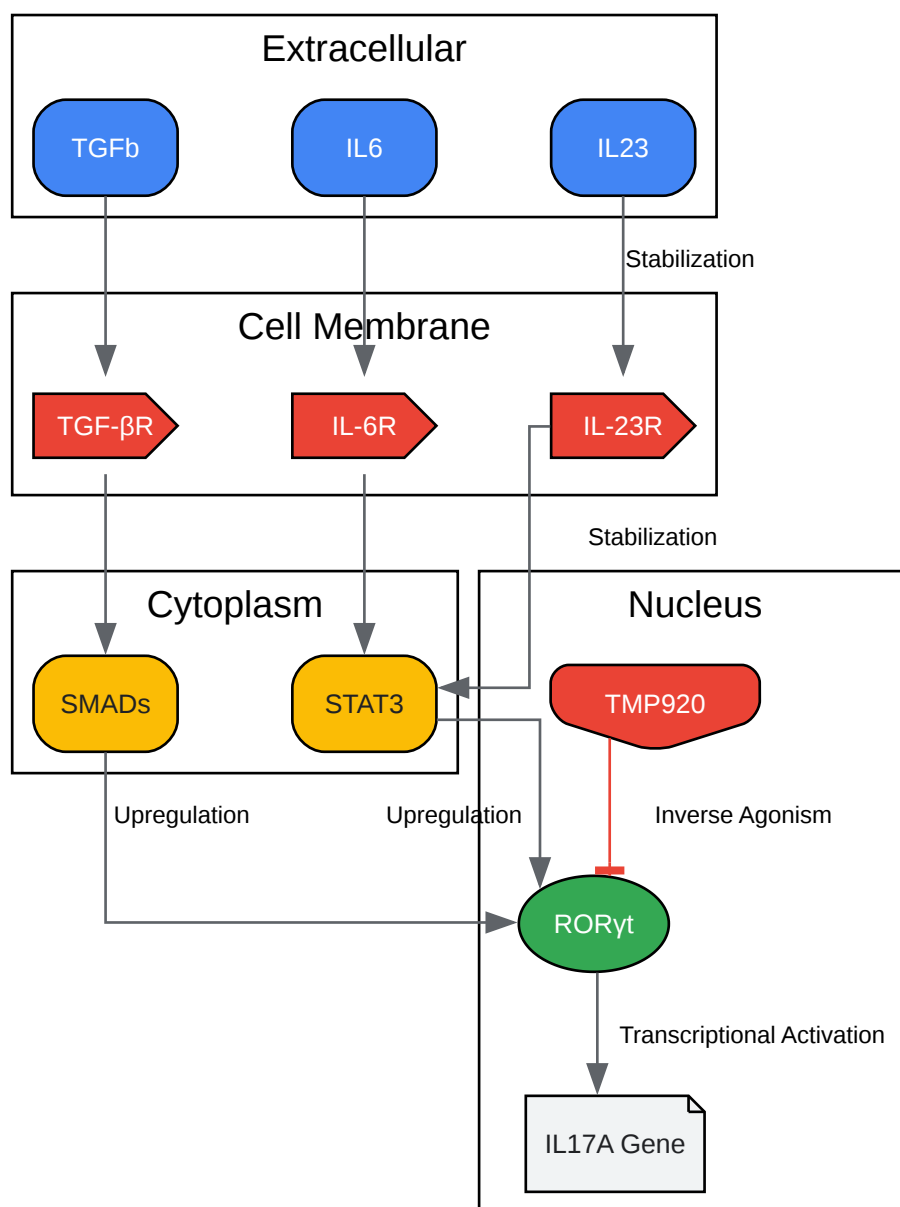 Extracellular
TGFb
IL6
IL23
Stabilization
Cell Membrane
TGF-βR
IL-6R
IL-23R
Stabilization
Cytoplasm
Nucleus
SMADs
STAT3
TMP920
Upregulation
Upregulation
Inverse Agonism
RORγt
Transcriptional Activation
IL17A Gene